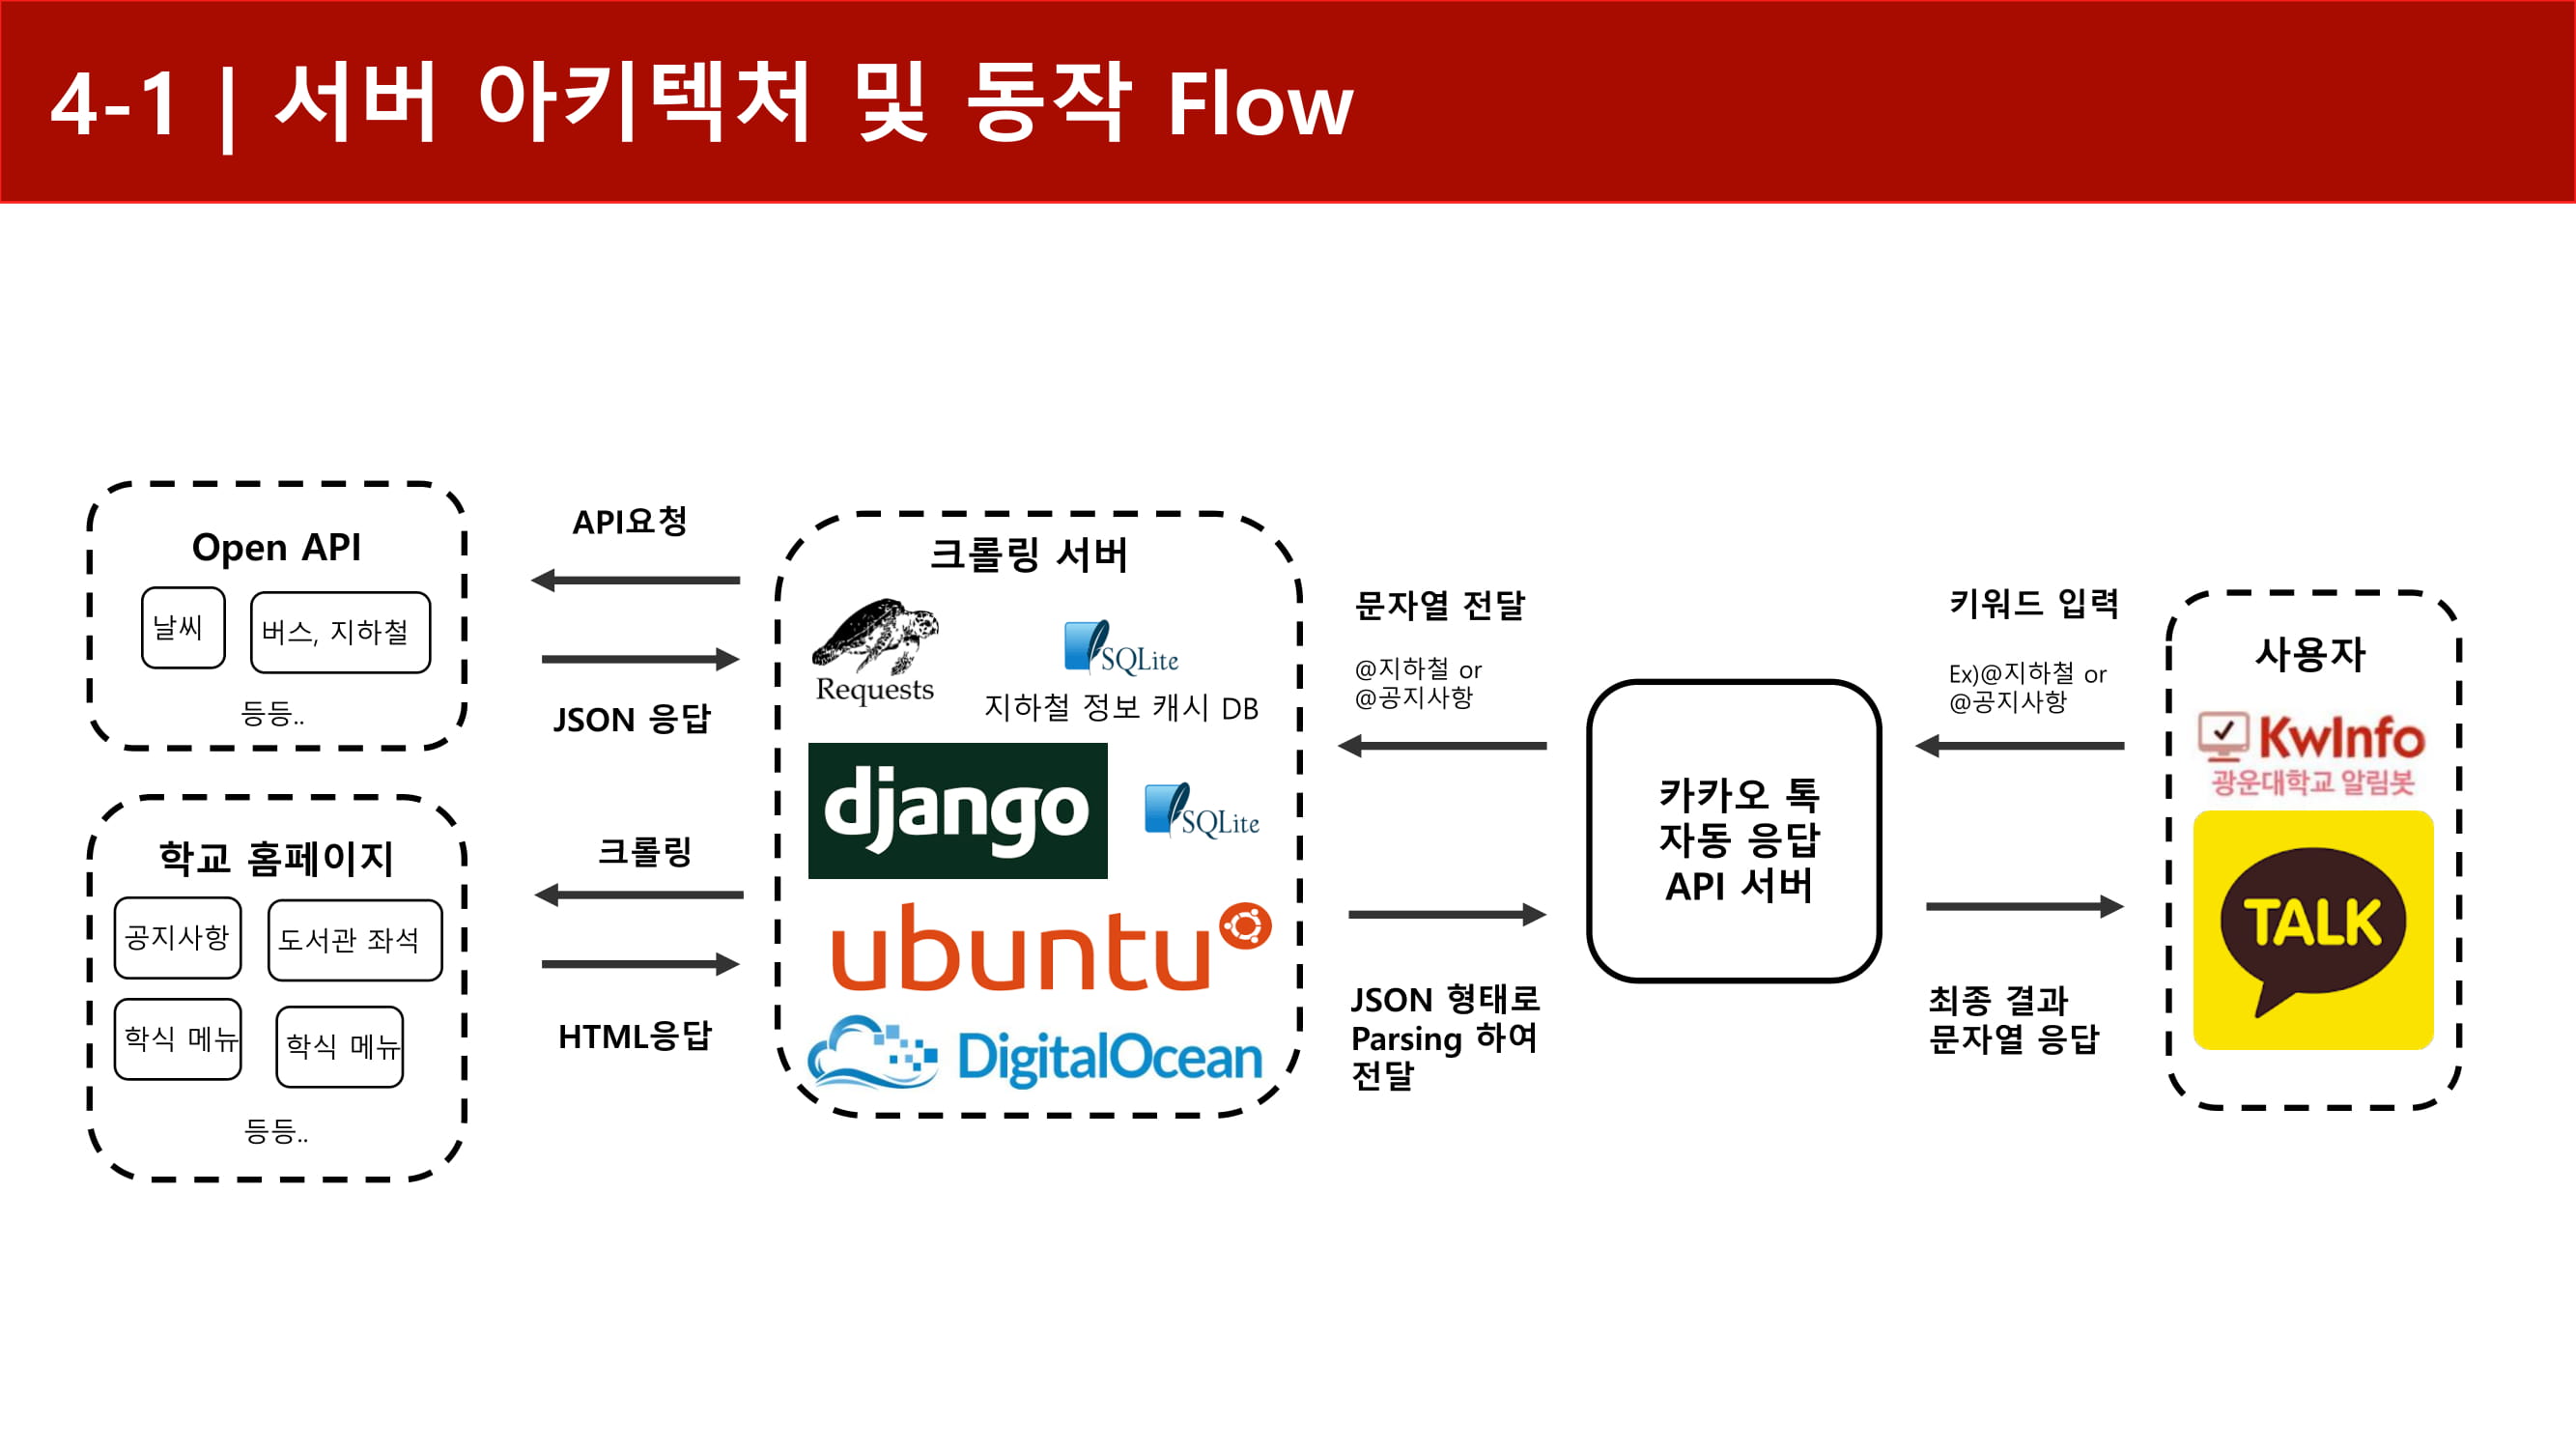 4-1 | 서버 아키텍처 및 동작 Flow
Open API
날씨
버스, 지하철
등등..
학교 홈페이지
공지사항
도서관 좌석
학식 메뉴
학식 메뉴
등등..
API요청
JSON 응답
크롤링
HTML응답
크롤링 서버
Requests
SQLite
지하철 정보 캐시 DB
django
SQLite
ubuntu
DigitalOcean
문자열 전달
@지하철 or
@공지사항
JSON 형태로
Parsing 하여
전달
카카오 톡
자동 응답
API 서버
키워드 입력
Ex)@지하철 or
@공지사항
최종 결과
문자열 응답
사용자
KwInfo
광운대학교 알림봇
TALK